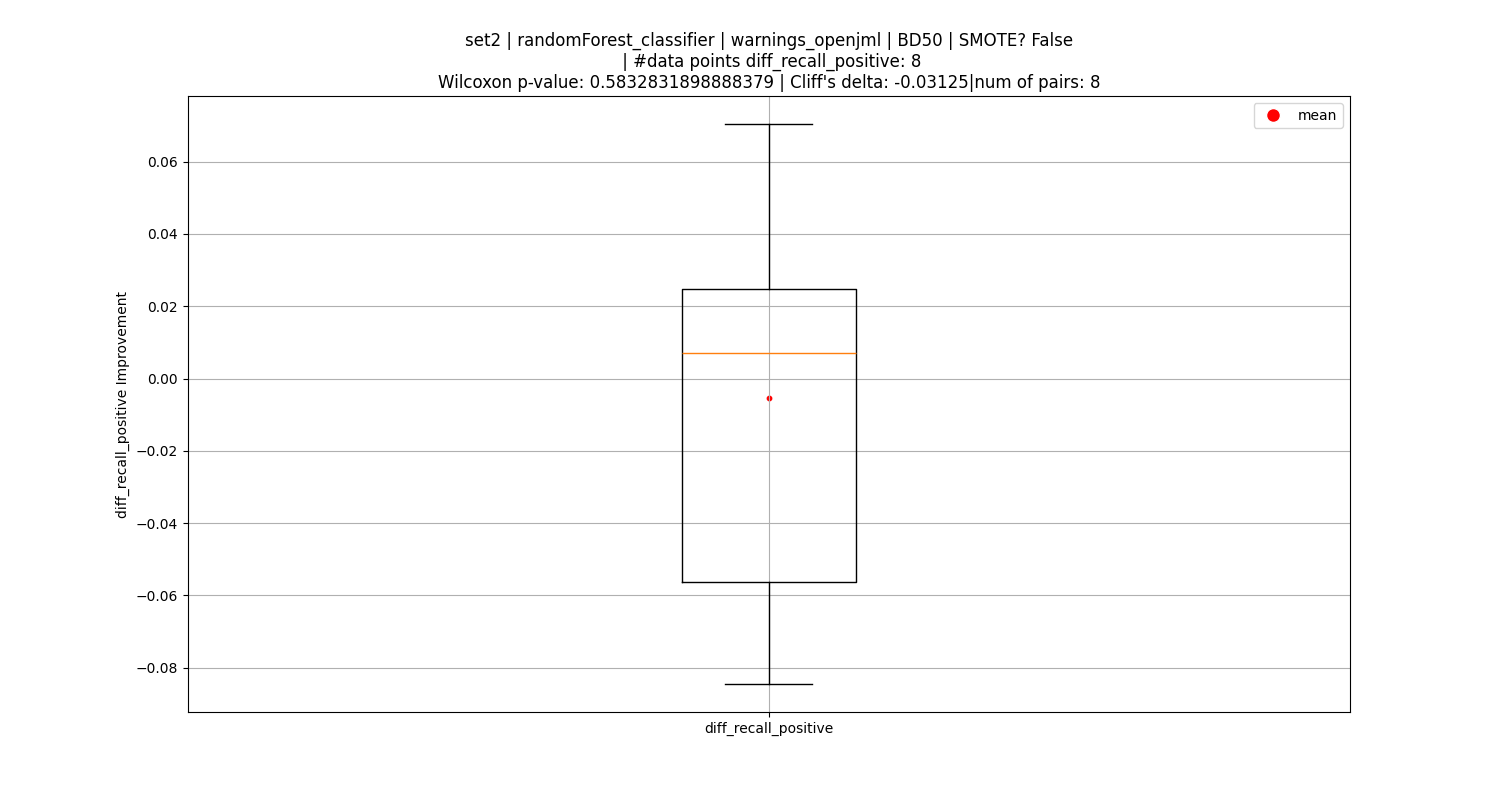 set2 | randomForest_classifier | warnings_openjml | BD50 | SMOTE? False
| #data points diff_recall_positive: 8
Wilcoxon p-value: 0.5832831898888379 | Cliff's delta: -0.03125|num of pairs: 8
mean
0.06
0.04
0.02
0.00
−0.02
−0.04
−0.06
−0.08
diff_recall_positive Improvement
diff_recall_positive